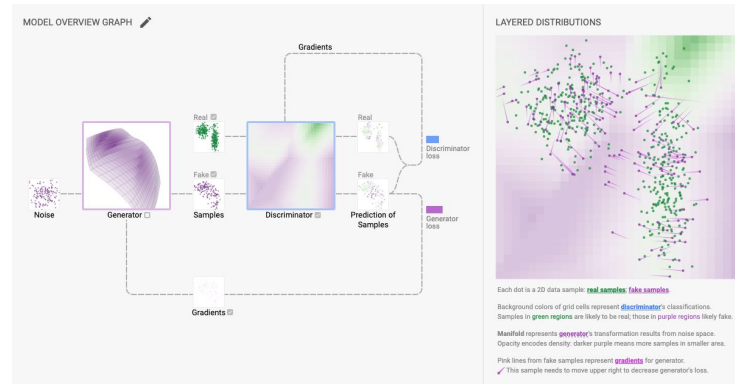 MODEL OVERVIEW GRAPH
Gradients
Real
Real
Discriminator
loss
Fake
Fake
Generator
loss
Noise
Generator
Samples
Discriminator
Prediction of
Samples
Gradients
LAYERED DISTRIBUTIONS
Each dot is a 2D data sample: real samples; fake samples.
Background colors of grid cells represent discriminator's classifications.
Samples in green regions are likely to be real; those in purple regions likely fake.
Manifold represents generator's transformation results from noise space.
Opacity encodes density: darker purple means more samples in smaller area.
Pink lines from fake samples represent gradients for generator.
This sample needs to move upper right to decrease generator's loss.